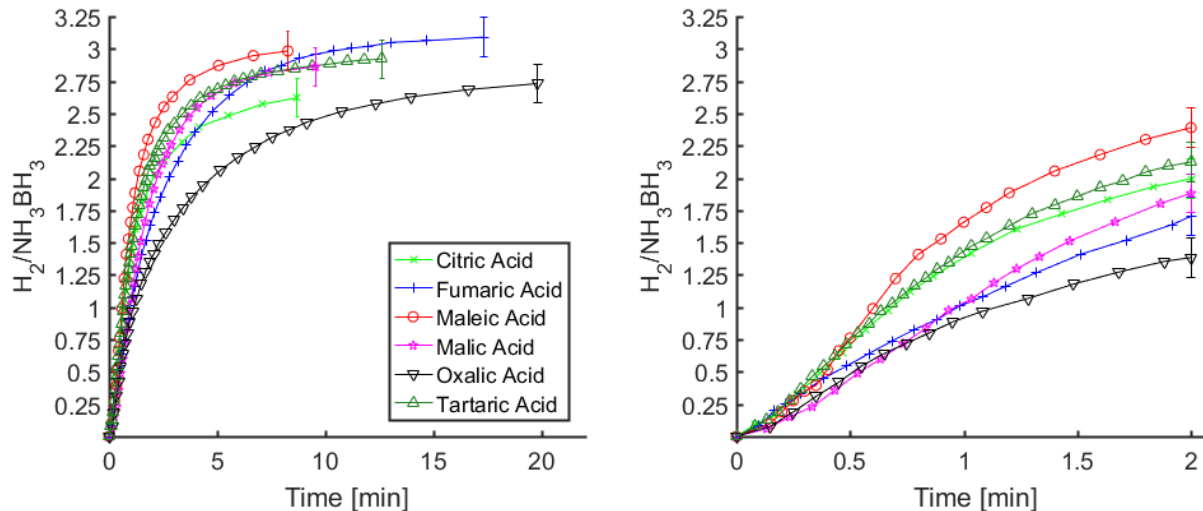 3.25
3
2.75
2.5
2.25
2
1.75
1.5
1.25
1
0.75
0.5
0.25
H₂/NH₃BH₃
0 5 10 15 20
Time [min]
Citric Acid
Fumaric Acid
Maleic Acid
Malic Acid
Oxalic Acid
Tartaric Acid
3.25
3
2.75
2.5
2.25
2
1.75
1.5
1.25
1
0.75
0.5
0.25
H₂/NH₃BH₃
0 0.5 1 1.5 2
Time [min]